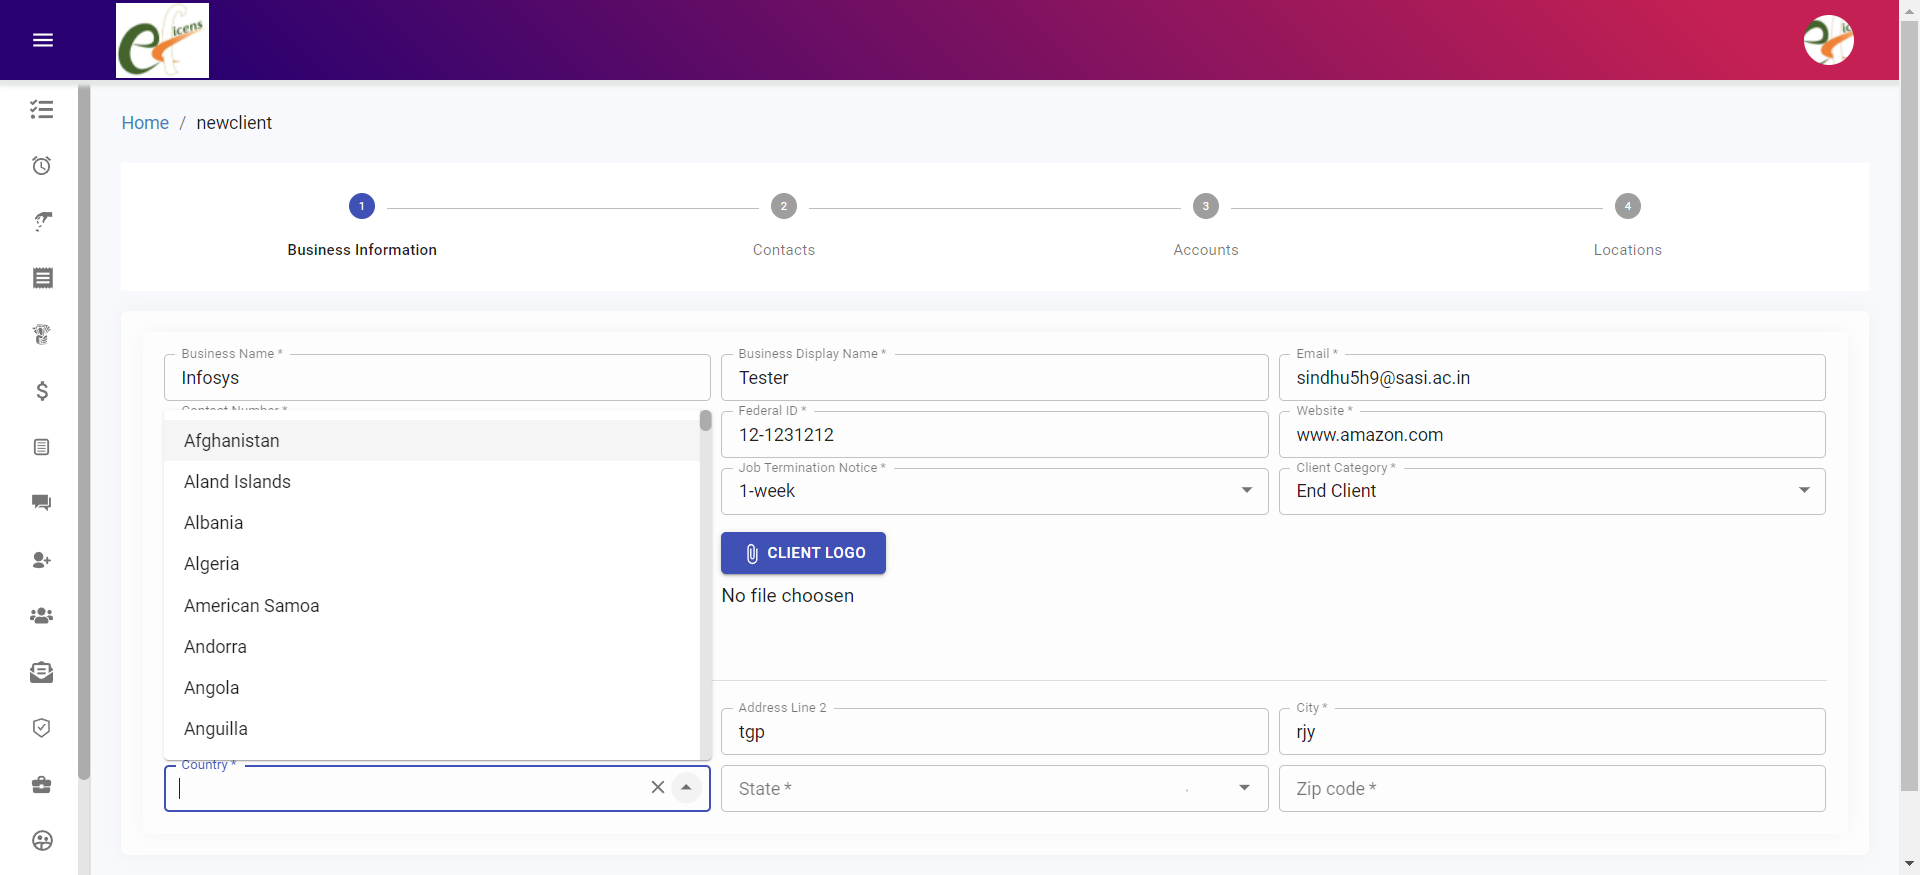 eficens
Home / newclient
1
2
3
4
Business Information
Contacts
Accounts
Locations
Business Name *
Infosys
Business Display Name *
Tester
Email *
sindhu5h9@sasi.ac.in
Contact Number *
Federal ID *
12-1231212
Website *
www.amazon.com
Job Termination Notice *
1-week
Client Category *
End Client
Afghanistan
Aland Islands
Albania
Algeria
American Samoa
Andorra
Angola
Anguilla
CLIENT LOGO
No file choosen
Address Line 2
tgp
City *
rjy
Country *
State *
Zip code *